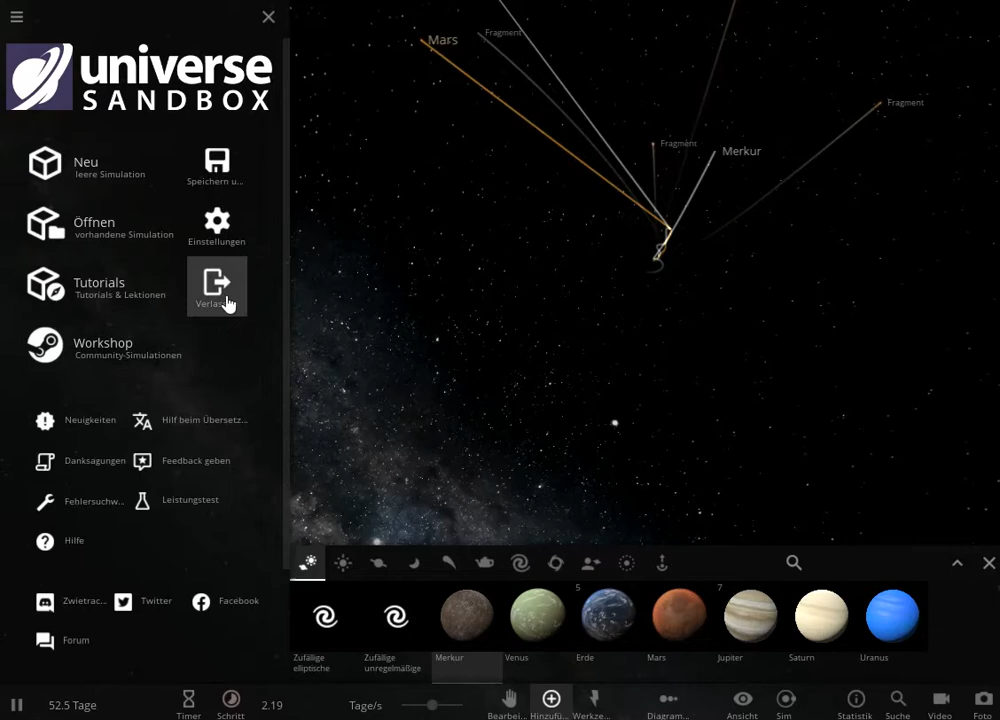 universe
SANDBOX
Neu
leere Simulation
Speichern u...
Öffnen
vorhandene Simulation
Einstellungen
Tutorials
Tutorials & Lektionen
Workshop
Community-Simulationen
Neuigkeiten
Hilf beim Übersetz...
Danksagungen
Feedback geben
Fehlersuchw...
Leistungstest
Hilfe
Zwietrac...
Twitter
Facebook
Forum
Mars
Fragment
Fragment
Fragment
Merkur
5
7
Zufällige
elliptische
Zufällige
unregelmäßige
Merkur
Venus
Erde
Mars
Jupiter
Saturn
Uranus
52.5 Tage
Timer
Schritt
2.19
Tage/s
Bearbei...
Hinzufü...
Werkze...
Diagram...
Ansicht
Sim
Statistik
Suche
Video
Foto